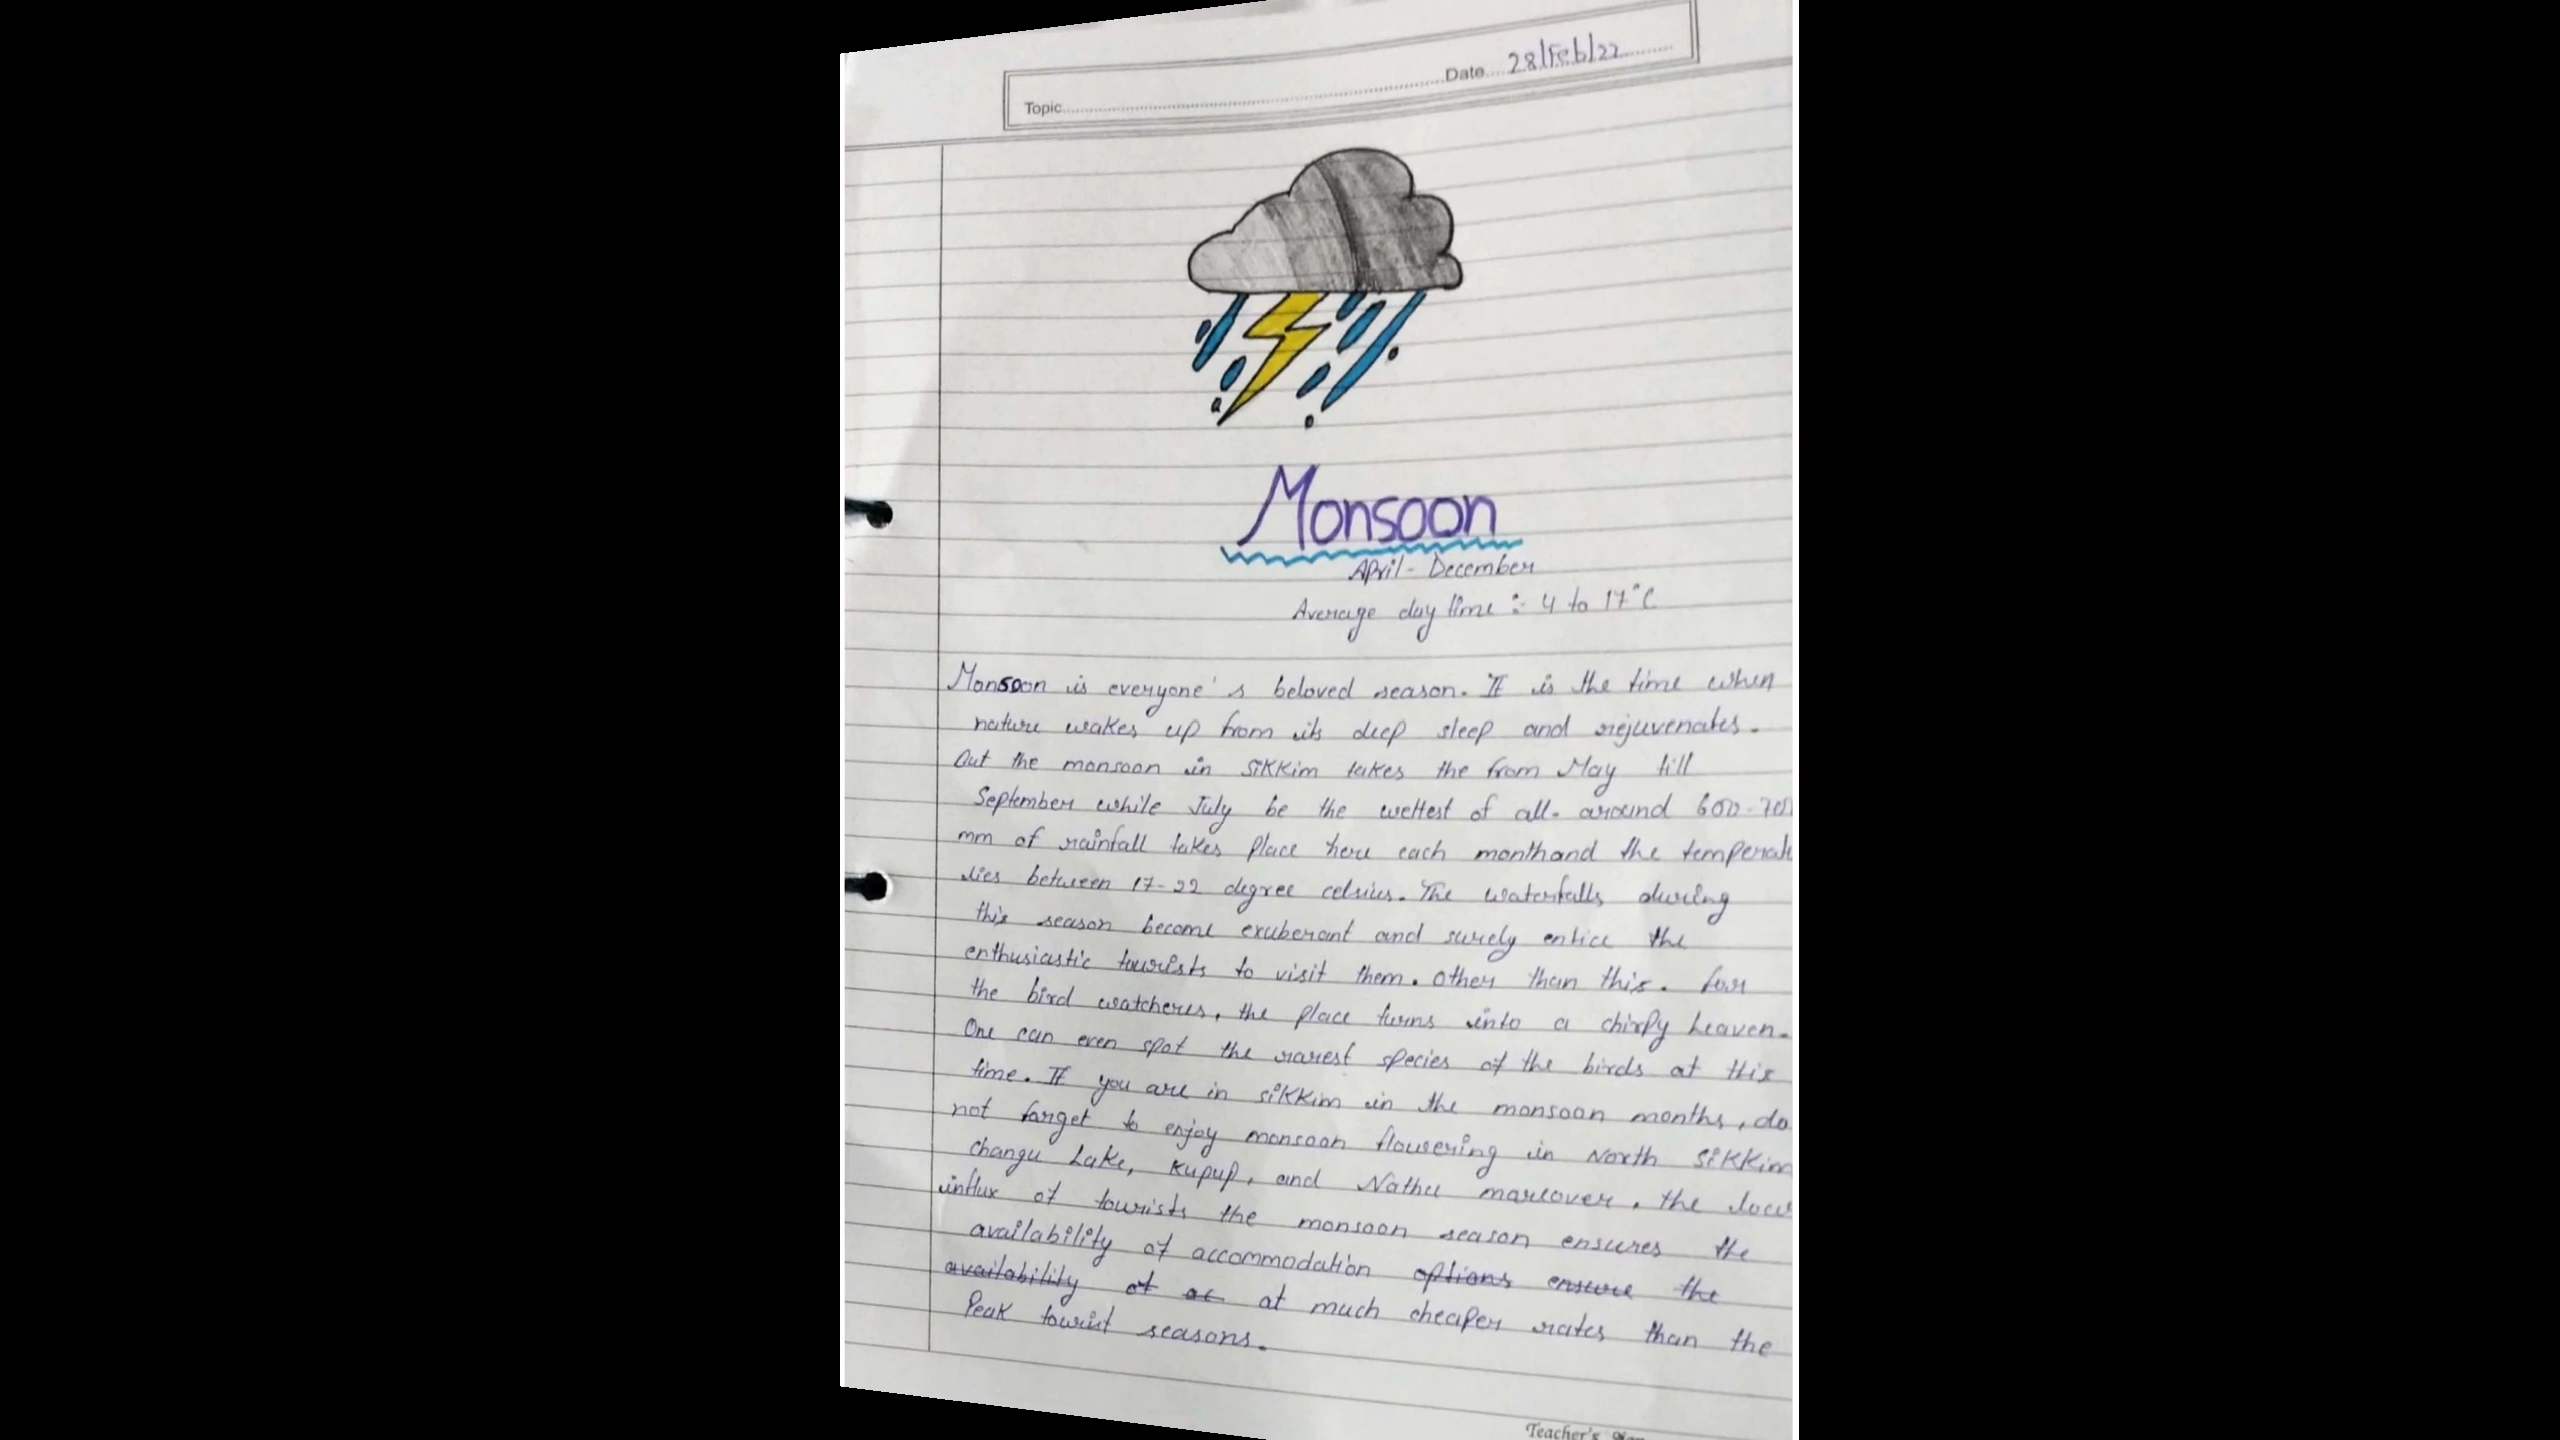 Date 28/Feb/22
Topic
Monsoon
April - December
Average day time :- 4 to 17°C
Monsoon is everyone's beloved season. It is the time when
nature wakes up from its deep sleep and rejuvenates.
Out the monsoon in Sikkim takes the from May till
September while July be the wettest of all. around 600-700
mm of rainfall takes place here each monthand the temperat
lies between 17-22 degree celsius. The waterfalls during
this season become exuberant and surely entice the
enthusiastic tourists to visit them. Other than this. for
the bird watcheres, the place turns into a chirpy heaven.
One can even spot the rarest species of the birds at this
time. If you are in sikkim in the monsoon months, do
not forget to enjoy monsoon flowering in North Sikkim
changu Lake, Kupup, and Nathu moreover. the low
influx of tourists the monsoon season ensures the
availability of accommodation options ensure the
availability of ac at much cheaper rates than the
Peak tourist seasons.
Teacher's